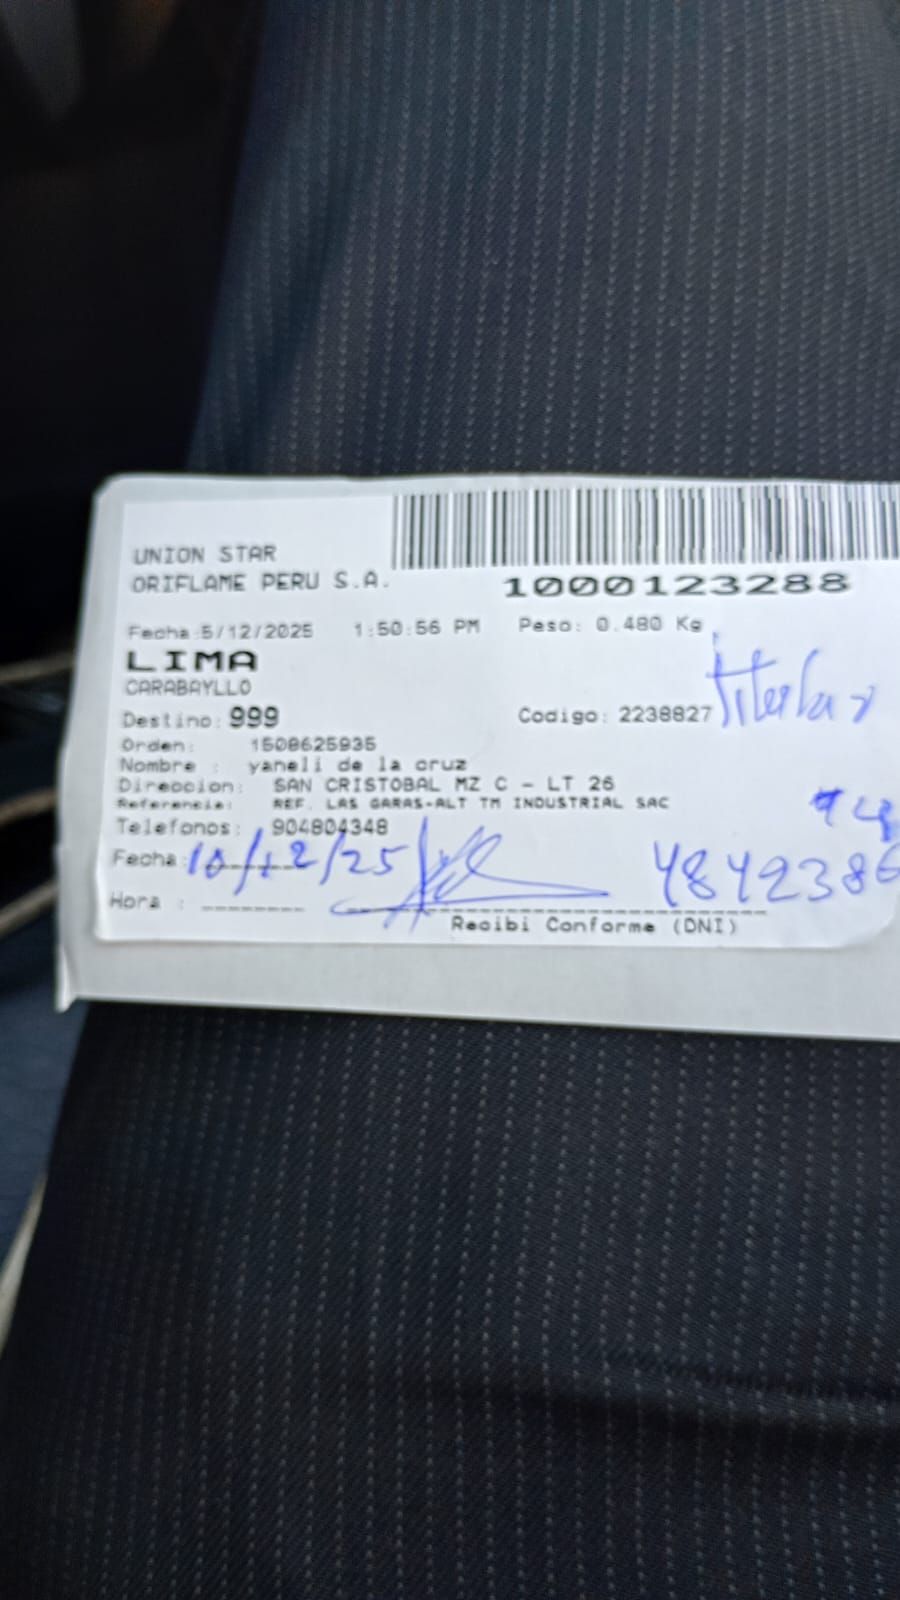 UNION STAR
ORIFLAME PERU S.A.
1000123288
Fecha:5/12/2025 1:50:56 PM Peso: 0.480 Kg
LIMA
CARABAYLLO
Destino: 999 Codigo: 2238827
Orden: 1508625935
Nombre : yaneli de la cruz
Direccion: SAN CRISTOBAL MZ C - LT 26
Referencia: REF. LAS GARAS-ALT TM INDUSTRIAL SAC
Telefonos: 904804348
Fecha: 10/12/25 4842386
Hora :
Recibi Conforme (DNI)